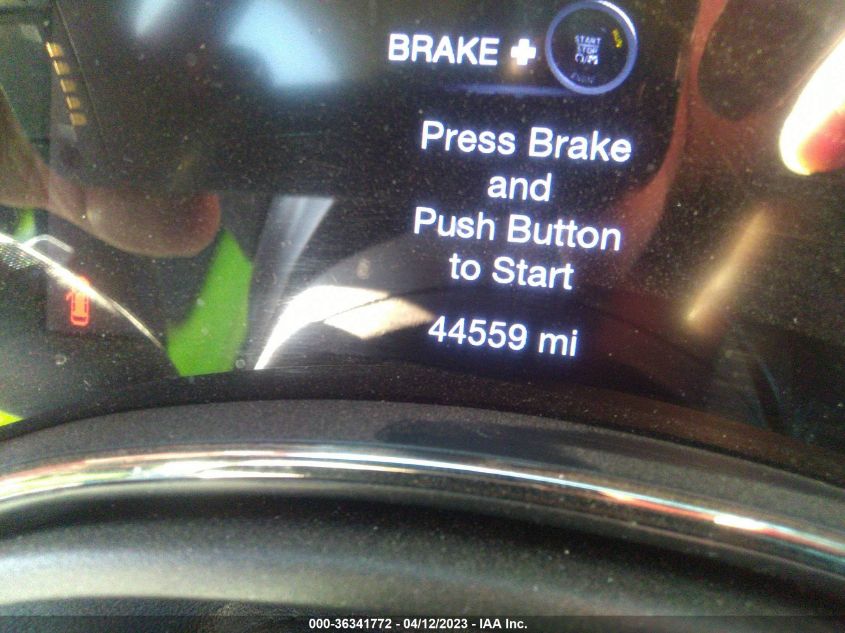 BRAKE +
START
STOP
RUN
Press Brake
and
Push Button
to Start
44559 mi
000-36341772 - 04/12/2023 - IAA Inc.